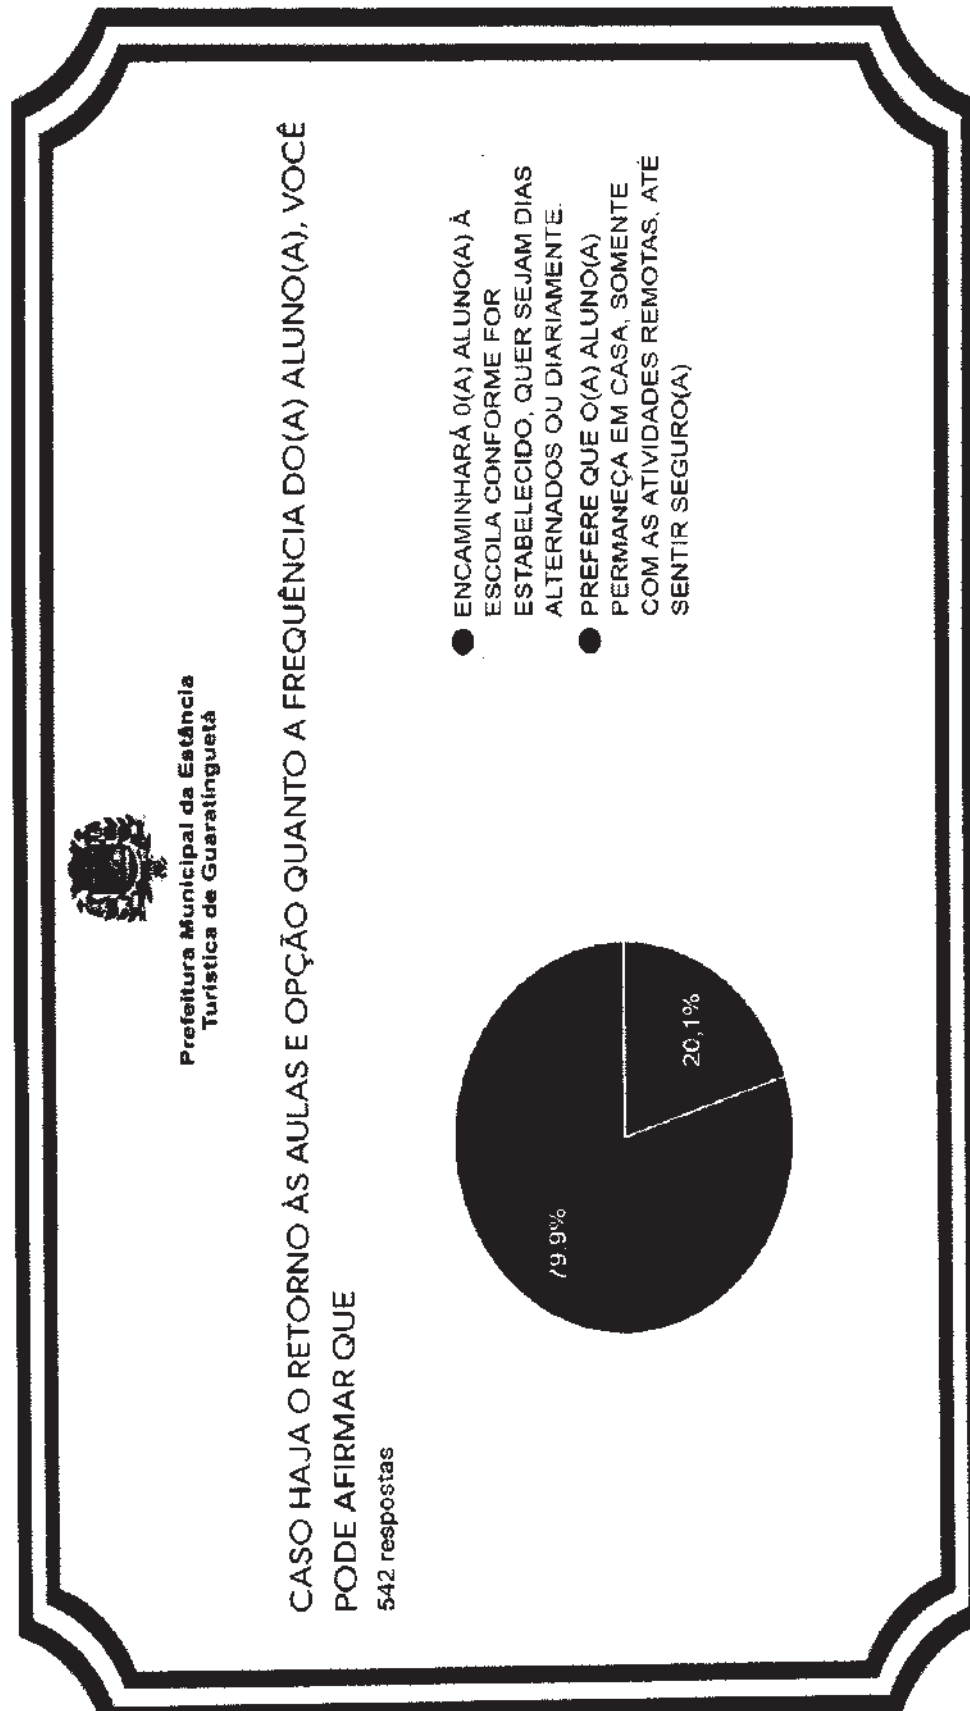 Prefeitura Municipal da Estância
Turística de Guaratinguetá
CASO HAJA O RETORNO ÀS AULAS E OPÇÃO QUANTO A FREQUÊNCIA DO(A) ALUNO(A), VOCÊ
PODE AFIRMAR QUE
542 respostas
ENCAMINHARÁ 0(A) ALUNO(A) À
ESCOLA CONFORME FOR
ESTABELECIDO, QUER SEJAM DIAS
ALTERNADOS OU DIARIAMENTE.
PREFERE QUE O(A) ALUNO(A)
PERMANEÇA EM CASA, SOMENTE
COM AS ATIVIDADES REMOTAS, ATÉ
SENTIR SEGURO(A)
79.9%
20,1%